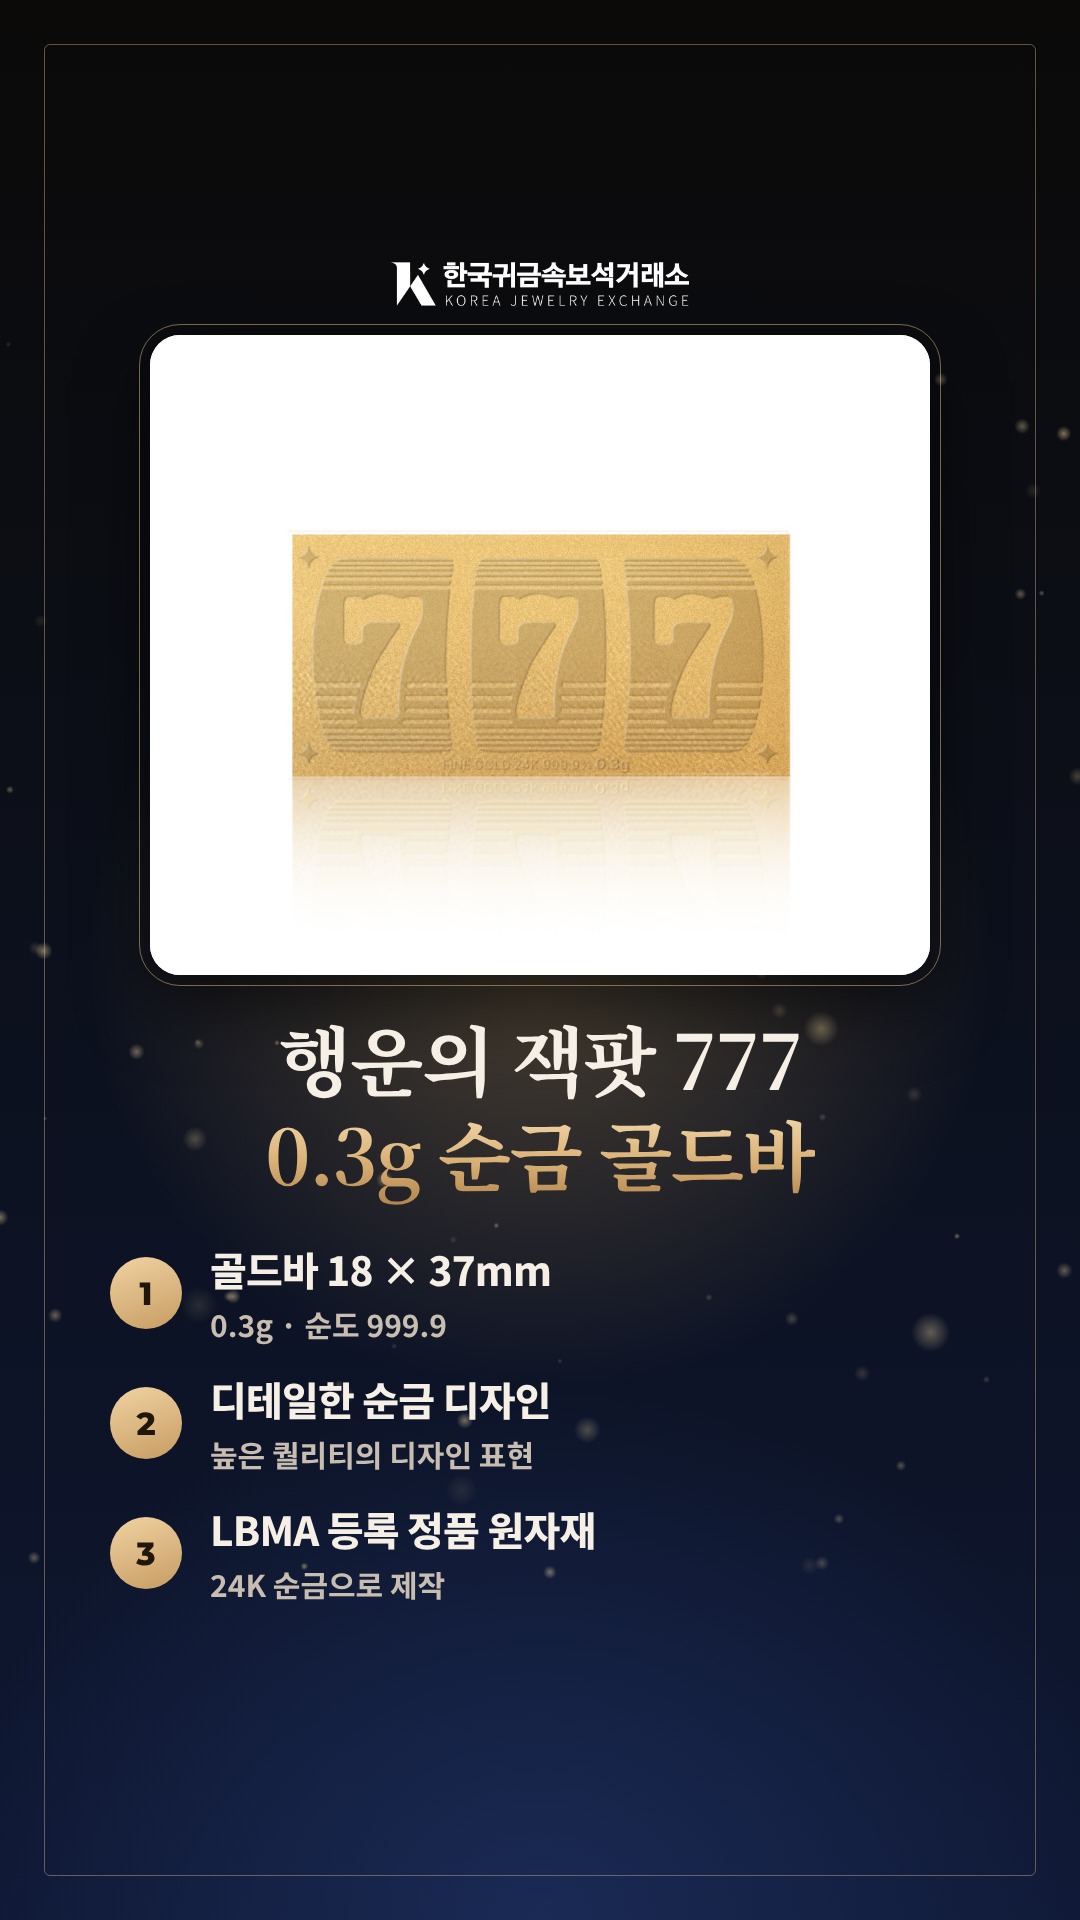 한국귀금속보석거래소
KOREA JEWELRY EXCHANGE
7 7 7
FINE GOLD 24K 999.9% 0.3g
행운의 잭팟 777
0.3g 순금 골드바
1
골드바 18 × 37mm
0.3g · 순도 999.9
2
디테일한 순금 디자인
높은 퀄리티의 디자인 표현
3
LBMA 등록 정품 원자재
24K 순금으로 제작